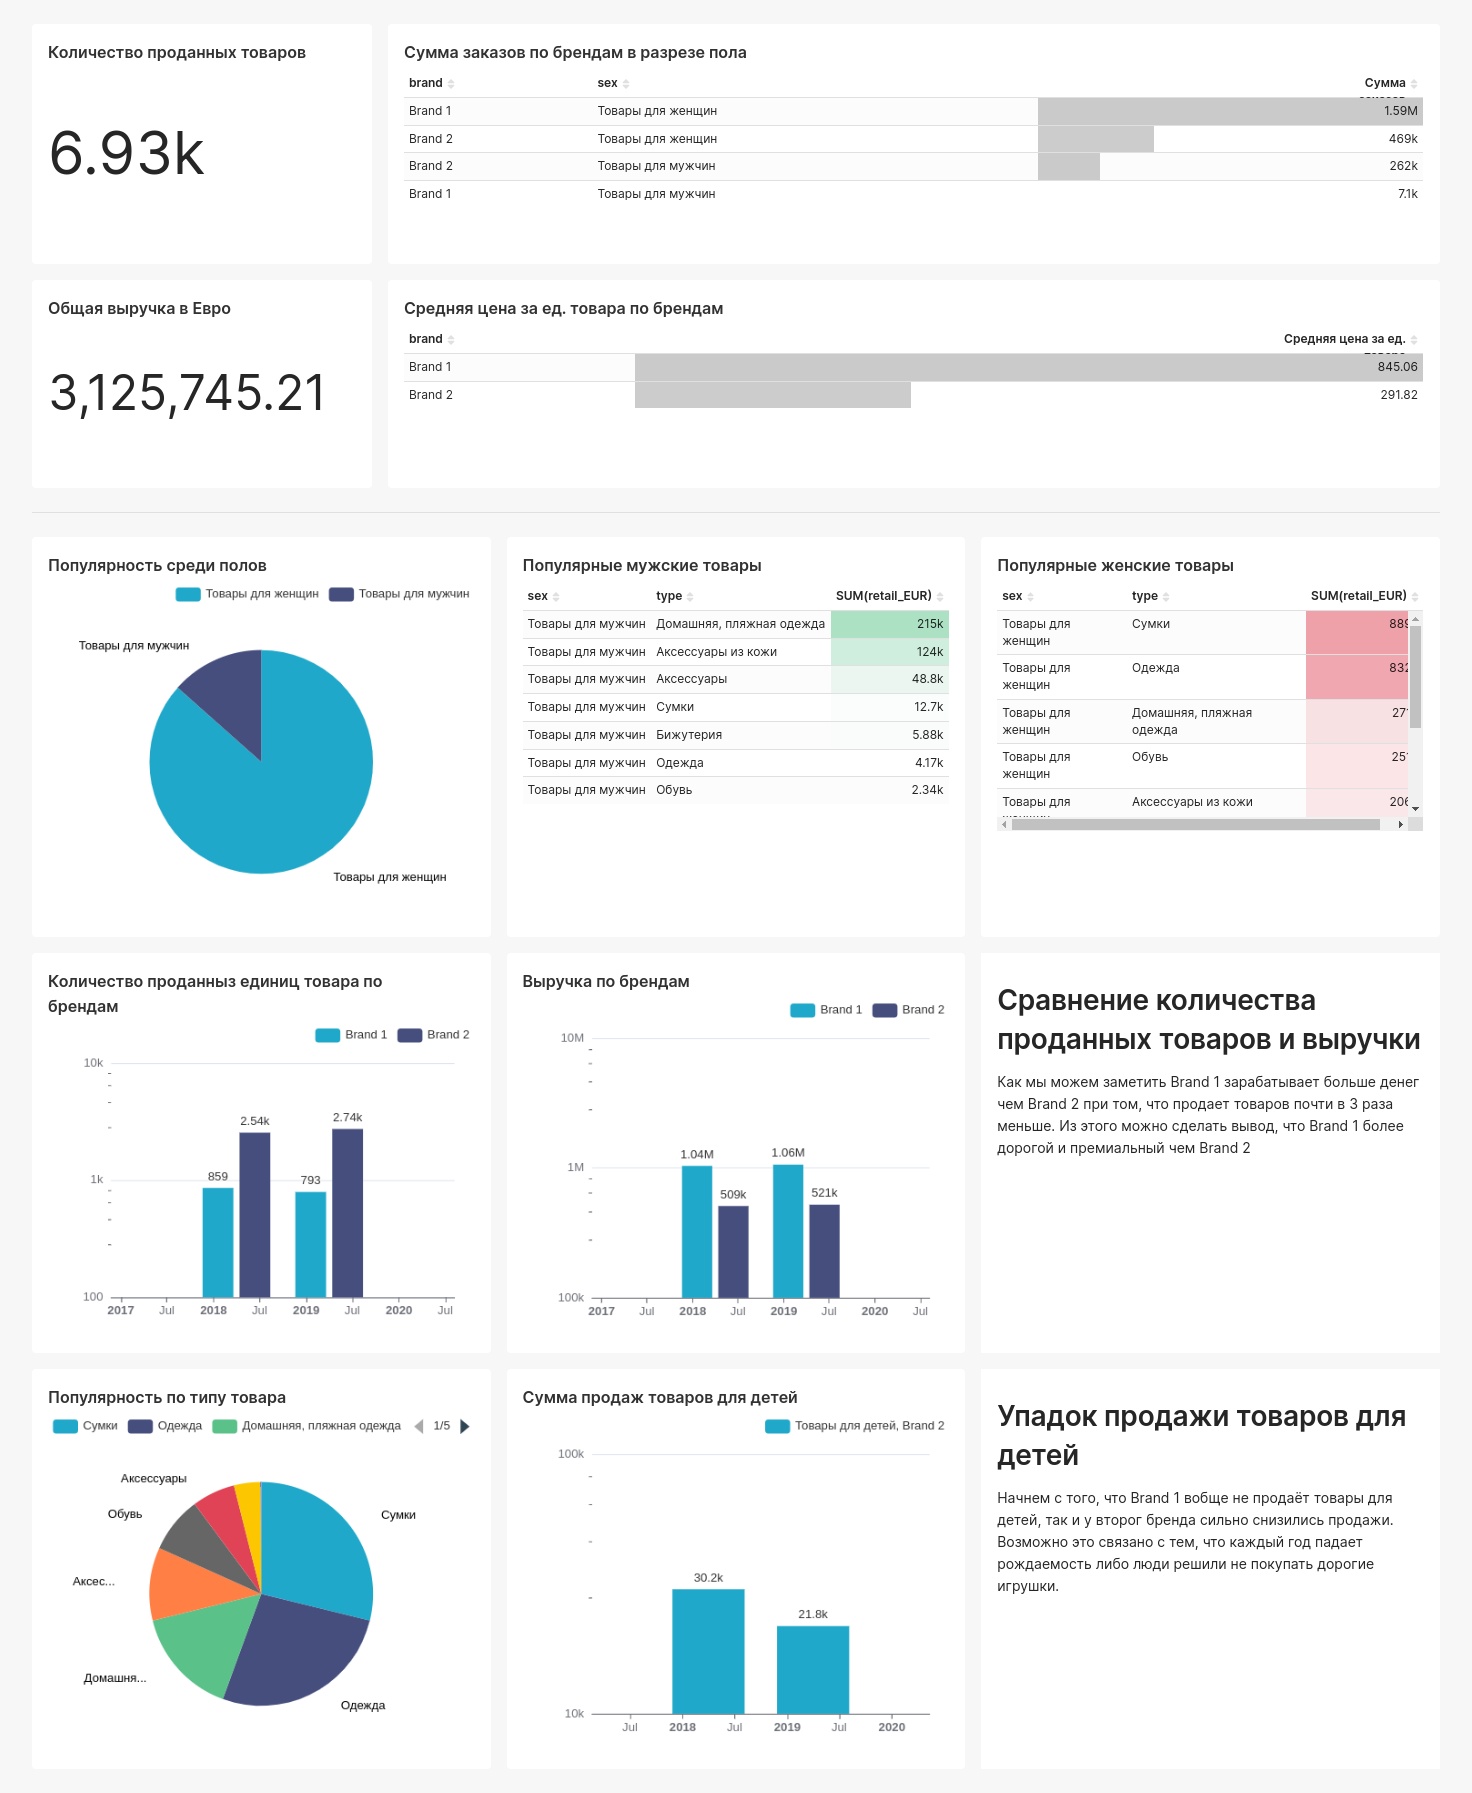 Количество проданных товаров
6.93k
Сумма заказов по брендам в разрезе пола
brand sex Сумма
Brand 1 Товары для женщин 1.59M
Brand 2 Товары для женщин 469k
Brand 2 Товары для мужчин 262k
Brand 1 Товары для мужчин 7.1k
Общая выручка в Евро
3,125,745.21
Средняя цена за ед. товара по брендам
brand Средняя цена за ед.
Brand 1 845.06
Brand 2 291.82
Популярность среди полов
Товары для женщин Товары для мужчин
Товары для мужчин
Товары для женщин
Популярные мужские товары
sex type SUM(retail_EUR)
Товары для мужчин Домашняя, пляжная одежда 215k
Товары для мужчин Аксессуары из кожи 124k
Товары для мужчин Аксессуары 48.8k
Товары для мужчин Сумки 12.7k
Товары для мужчин Бижутерия 5.88k
Товары для мужчин Одежда 4.17k
Товары для мужчин Обувь 2.34k
Популярные женские товары
sex type SUM(retail_EUR)
Товары для Сумки 889
женщин
Товары для Одежда 832
женщин
Товары для Домашняя, пляжная 271
женщин одежда
Товары для Обувь 251
женщин
Товары для Аксессуары из кожи 206
Количество проданныз единиц товара по
брендам
Brand 1 Brand 2
10k
2.54k 2.74k
859 793
1k
100
2017 Jul 2018 Jul 2019 Jul 2020 Jul
Выручка по брендам
Brand 1 Brand 2
10M
1.04M 1.06M
1M
509k 521k
100k
2017 Jul 2018 Jul 2019 Jul 2020 Jul
Сравнение количества
проданных товаров и выручки
Как мы можем заметить Brand 1 зарабатывает больше денег
чем Brand 2 при том, что продает товаров почти в 3 раза
меньше. Из этого можно сделать вывод, что Brand 1 более
дорогой и премиальный чем Brand 2
Популярность по типу товара
Сумки Одежда Домашняя, пляжная одежда 1/5
Аксессуары
Обувь
Сумки
Аксес...
Домашня...
Одежда
Сумма продаж товаров для детей
Товары для детей, Brand 2
100k
30.2k
21.8k
10k
Jul 2018 Jul 2019 Jul 2020
Упадок продажи товаров для
детей
Начнем с того, что Brand 1 вобще не продаёт товары для
детей, так и у второг бренда сильно снизились продажи.
Возможно это связано с тем, что каждый год падает
рождаемость либо люди решили не покупать дорогие
игрушки.